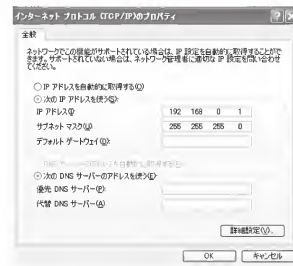 インターネット プロトコル (TCP/IP)のプロパティ
全般
ネットワークでこの機能がサポートされている場合は、IP 設定を自動的に取得することがで
きます。サポートされていない場合は、ネットワーク管理者に適切な IP 設定を問い合わせ
てください。
IP アドレスを自動的に取得する(O)
次の IP アドレスを使う(S):
IP アドレス(I):
192 168 0 1
サブネット マスク(U):
255 255 255 0
デフォルト ゲートウェイ(D):
次の DNS サーバーのアドレスを使う(E):
優先 DNS サーバー(P):
代替 DNS サーバー(A):
詳細設定(V)...
OK
キャンセル